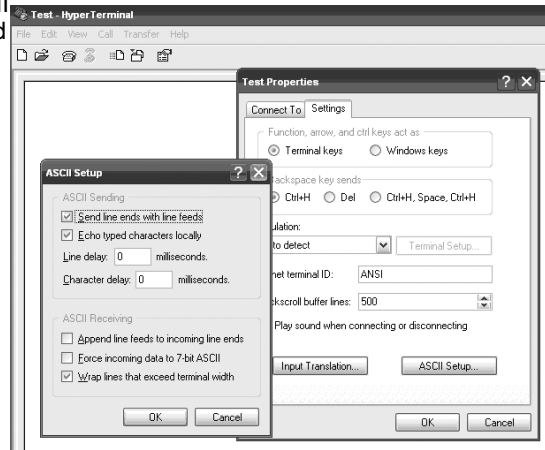 Test - HyperTerminal
File Edit View Call Transfer Help
Test Properties
Connect To Settings
Function, arrow, and ctrl keys act as
Terminal keys Windows keys
Backspace key sends
Ctrl+H Del Ctrl+H, Space, Ctrl+H
ulation:
to detect Terminal Setup...
net terminal ID: ANSI
ckscroll buffer lines: 500
Play sound when connecting or disconnecting
Input Translation... ASCII Setup...
OK Cancel
ASCII Setup
ASCII Sending
Send line ends with line feeds
Echo typed characters locally
Line delay: 0 milliseconds.
Character delay: 0 milliseconds.
ASCII Receiving
Append line feeds to incoming line ends
Force incoming data to 7-bit ASCII
Wrap lines that exceed terminal width
OK Cancel